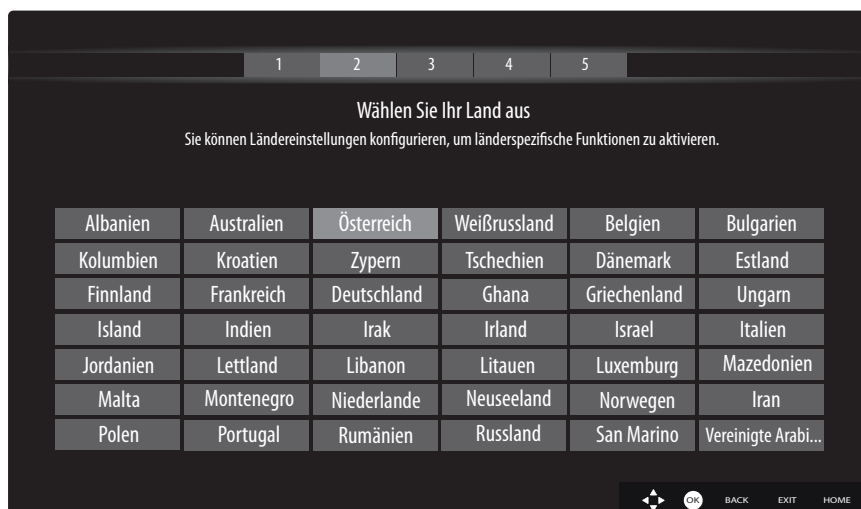 1 2 3 4 5
Wählen Sie Ihr Land aus
Sie können Ländereinstellungen konfigurieren, um länderspezifische Funktionen zu aktivieren.
Albanien Australien Österreich Weißrussland Belgien Bulgarien
Kolumbien Kroatien Zypern Tschechien Dänemark Estland
Finnland Frankreich Deutschland Ghana Griechenland Ungarn
Island Indien Irak Irland Israel Italien
Jordanien Lettland Libanon Litauen Luxemburg Mazedonien
Malta Montenegro Niederlande Neuseeland Norwegen Iran
Polen Portugal Rumänien Russland San Marino Vereinigte Arabi...
OK BACK EXIT HOME